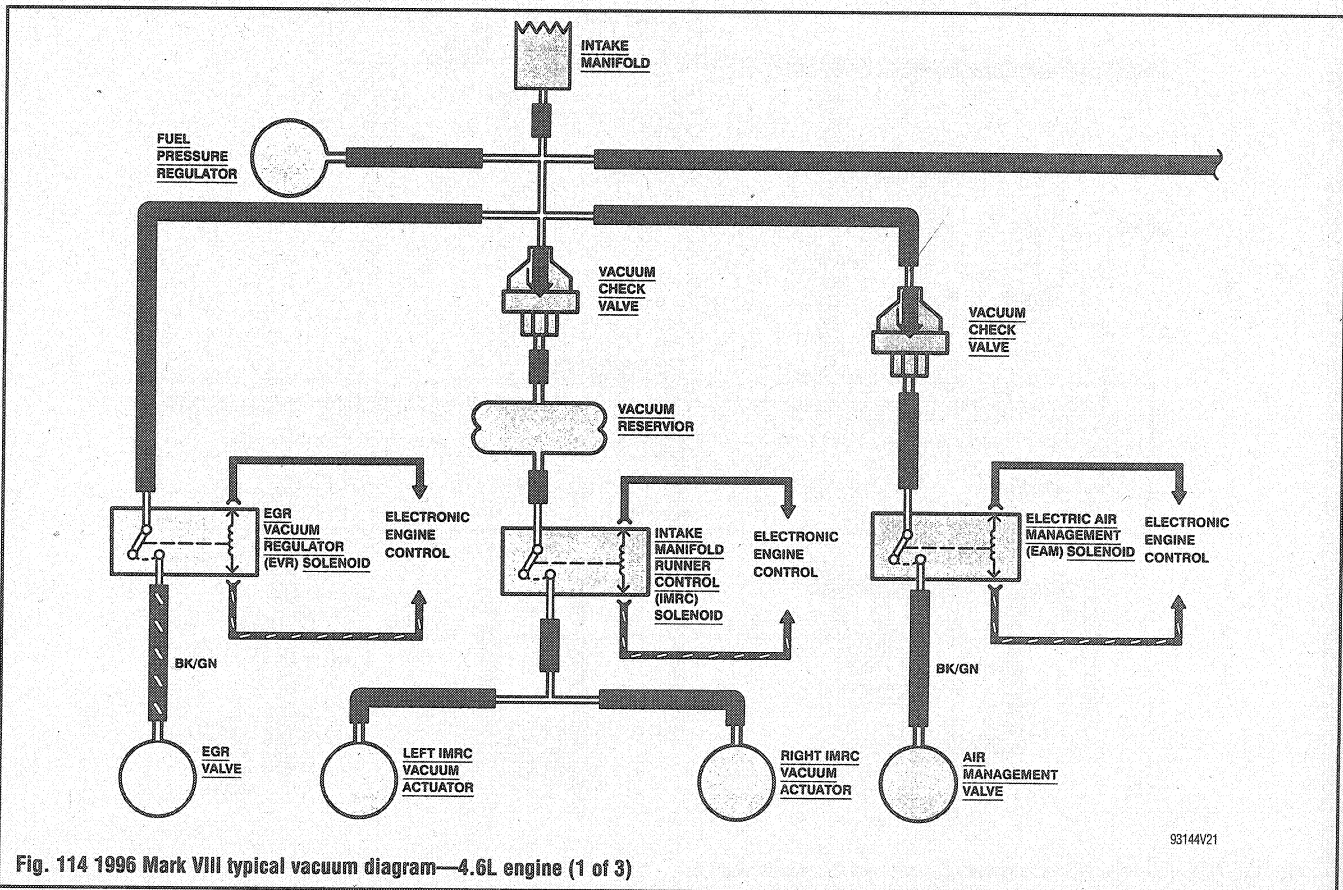 INTAKE
MANIFOLD
FUEL
PRESSURE
REGULATOR
VACUUM
CHECK
VALVE
VACUUM
CHECK
VALVE
VACUUM
RESERVIOR
EGR
VACUUM
REGULATOR
(EVR) SOLENOID
ELECTRONIC
ENGINE
CONTROL
INTAKE
MANIFOLD
RUNNER
CONTROL
(IMRC)
SOLENOID
ELECTRONIC
ENGINE
CONTROL
ELECTRIC AIR
MANAGEMENT
(EAM) SOLENOID
ELECTRONIC
ENGINE
CONTROL
BK/GN
BK/GN
EGR
VALVE
LEFT IMRC
VACUUM
ACTUATOR
RIGHT IMRC
VACUUM
ACTUATOR
AIR
MANAGEMENT
VALVE
93144V21
Fig. 114 1996 Mark VIII typical vacuum diagram—4.6L engine (1 of 3)